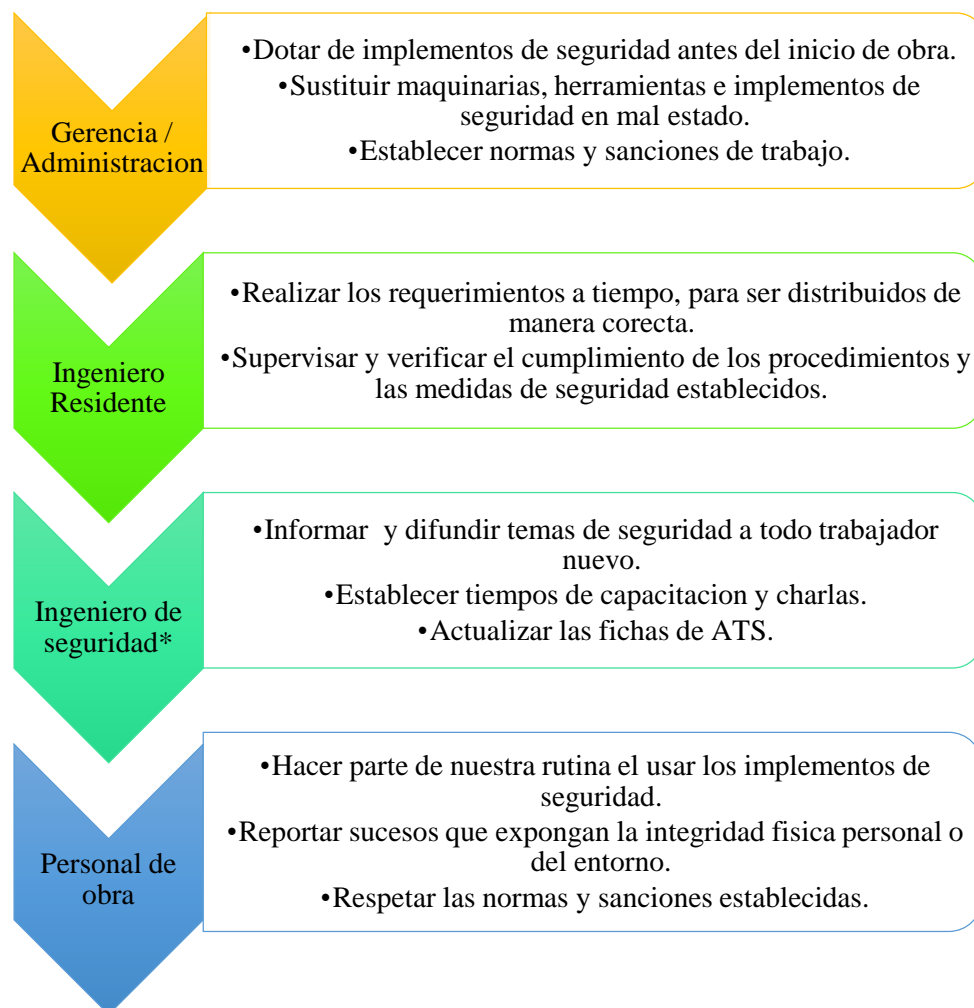 Gerencia /
Administracion
•Dotar de implementos de seguridad antes del inicio de obra.
•Sustituir maquinarias, herramientas e implementos de
seguridad en mal estado.
•Establecer normas y sanciones de trabajo.
Ingeniero
Residente
•Realizar los requerimientos a tiempo, para ser distribuidos de
manera corecta.
•Supervisar y verificar el cumplimiento de los procedimientos y
las medidas de seguridad establecidos.
Ingeniero de
seguridad*
•Informar  y difundir temas de seguridad a todo trabajador
nuevo.
•Establecer tiempos de capacitacion y charlas.
•Actualizar las fichas de ATS.
Personal de
obra
•Hacer parte de nuestra rutina el usar los implementos de
seguridad.
•Reportar sucesos que expongan la integridad fisica personal o
del entorno.
•Respetar las normas y sanciones establecidas.